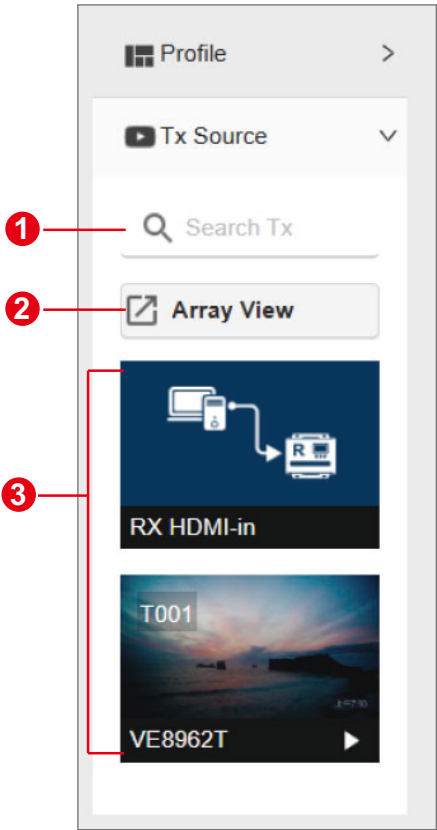 Profile
Tx Source
1
Search Tx
2
Array View
R
3
RX HDMI-in
T001
VE8962T